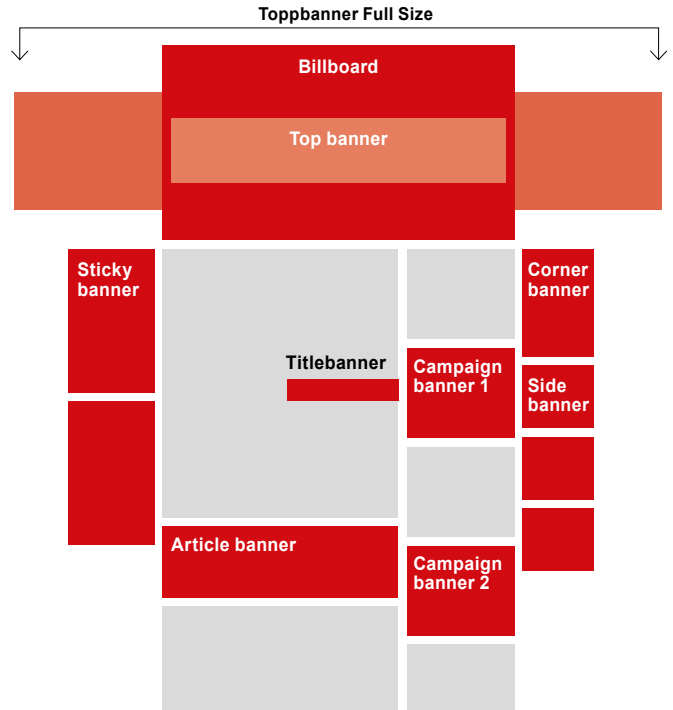 Toppbanner Full Size
Billboard
Top banner
Sticky
banner
Corner
banner
Titlebanner
Campaign
banner 1
Side
banner
Article banner
Campaign
banner 2